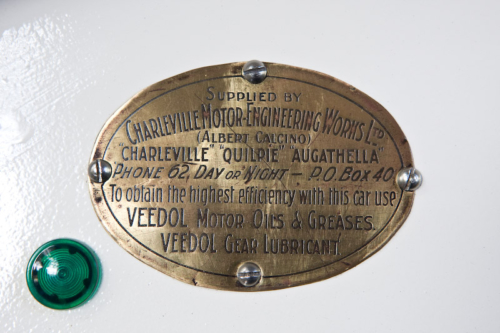 SUPPLIED BY
CHARLEVILLE MOTOR-ENGINEERING WORKS LTD
(ALBERT CALCINO)
"CHARLEVILLE" "QUILPIE" "AUGATHELLA"
PHONE 62, DAY OR NIGHT – P.O. BOX 40
To obtain the highest efficiency with this car use
VEEDOL MOTOR OILS & GREASES
VEEDOL GEAR LUBRICANT